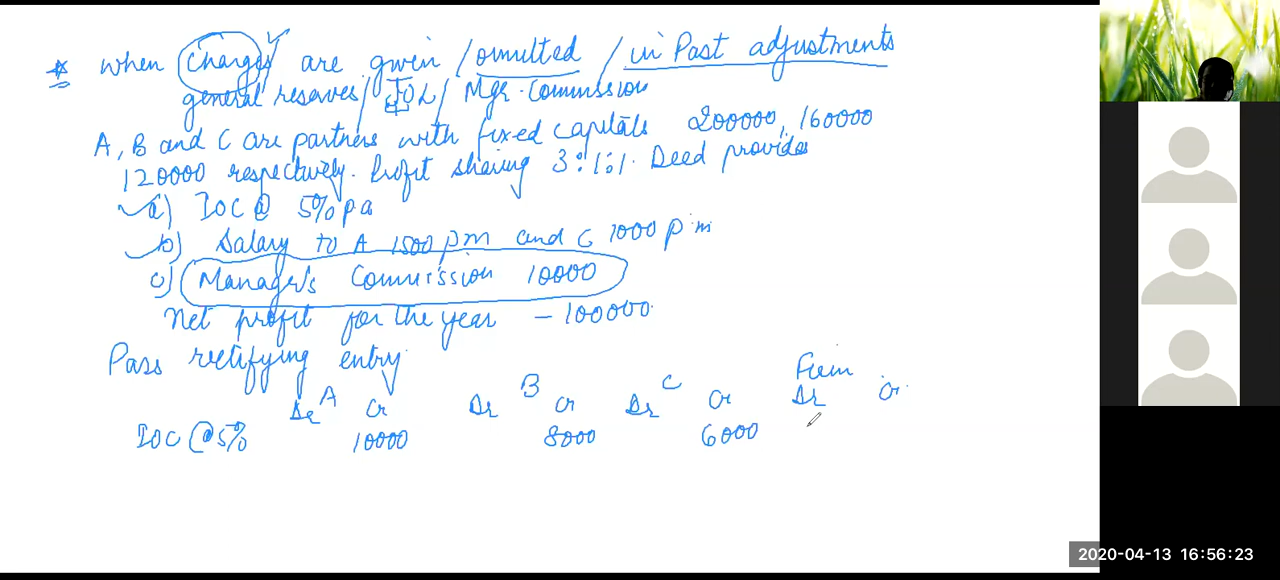 * When Charges are given / ommitted / in Past adjustments
general reserves / IOL / Mgr. Commission
A, B and C are partners with fixed capitals 200000, 160000
120000 respectively. Profit sharing 3:1:1. Deed provides
a) IOC @ 5% pa
b) Salary to A 1500 pm and C 1000 p.m
c) Manager's Commission 10000
Net profit for the year - 100000.
Pass rectifying entry.
A B C Firm
Dr Cr Dr Cr Dr Cr Dr Cr
IOC @ 5% 10000 8000 6000
2020-04-13 16:56:23